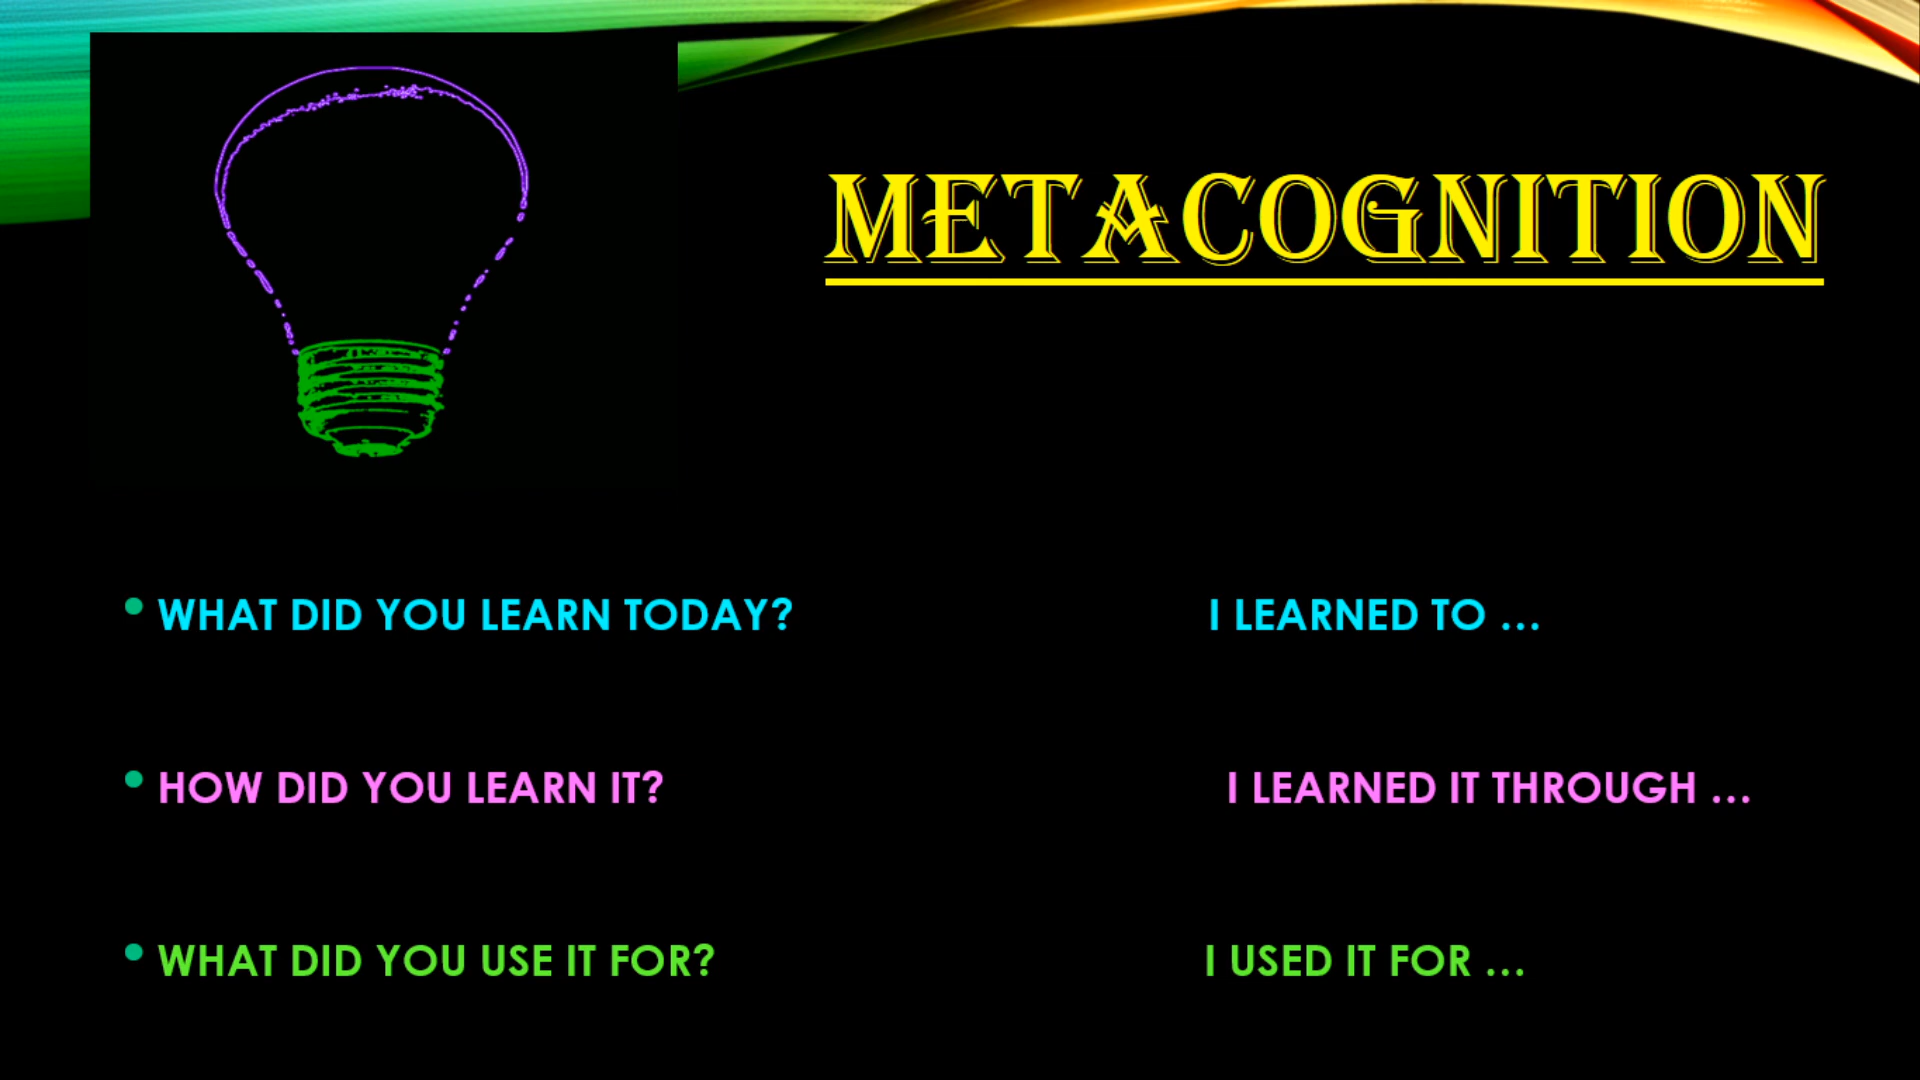 METACOGNITION
• WHAT DID YOU LEARN TODAY? I LEARNED TO ...
• HOW DID YOU LEARN IT? I LEARNED IT THROUGH ...
• WHAT DID YOU USE IT FOR? I USED IT FOR ...